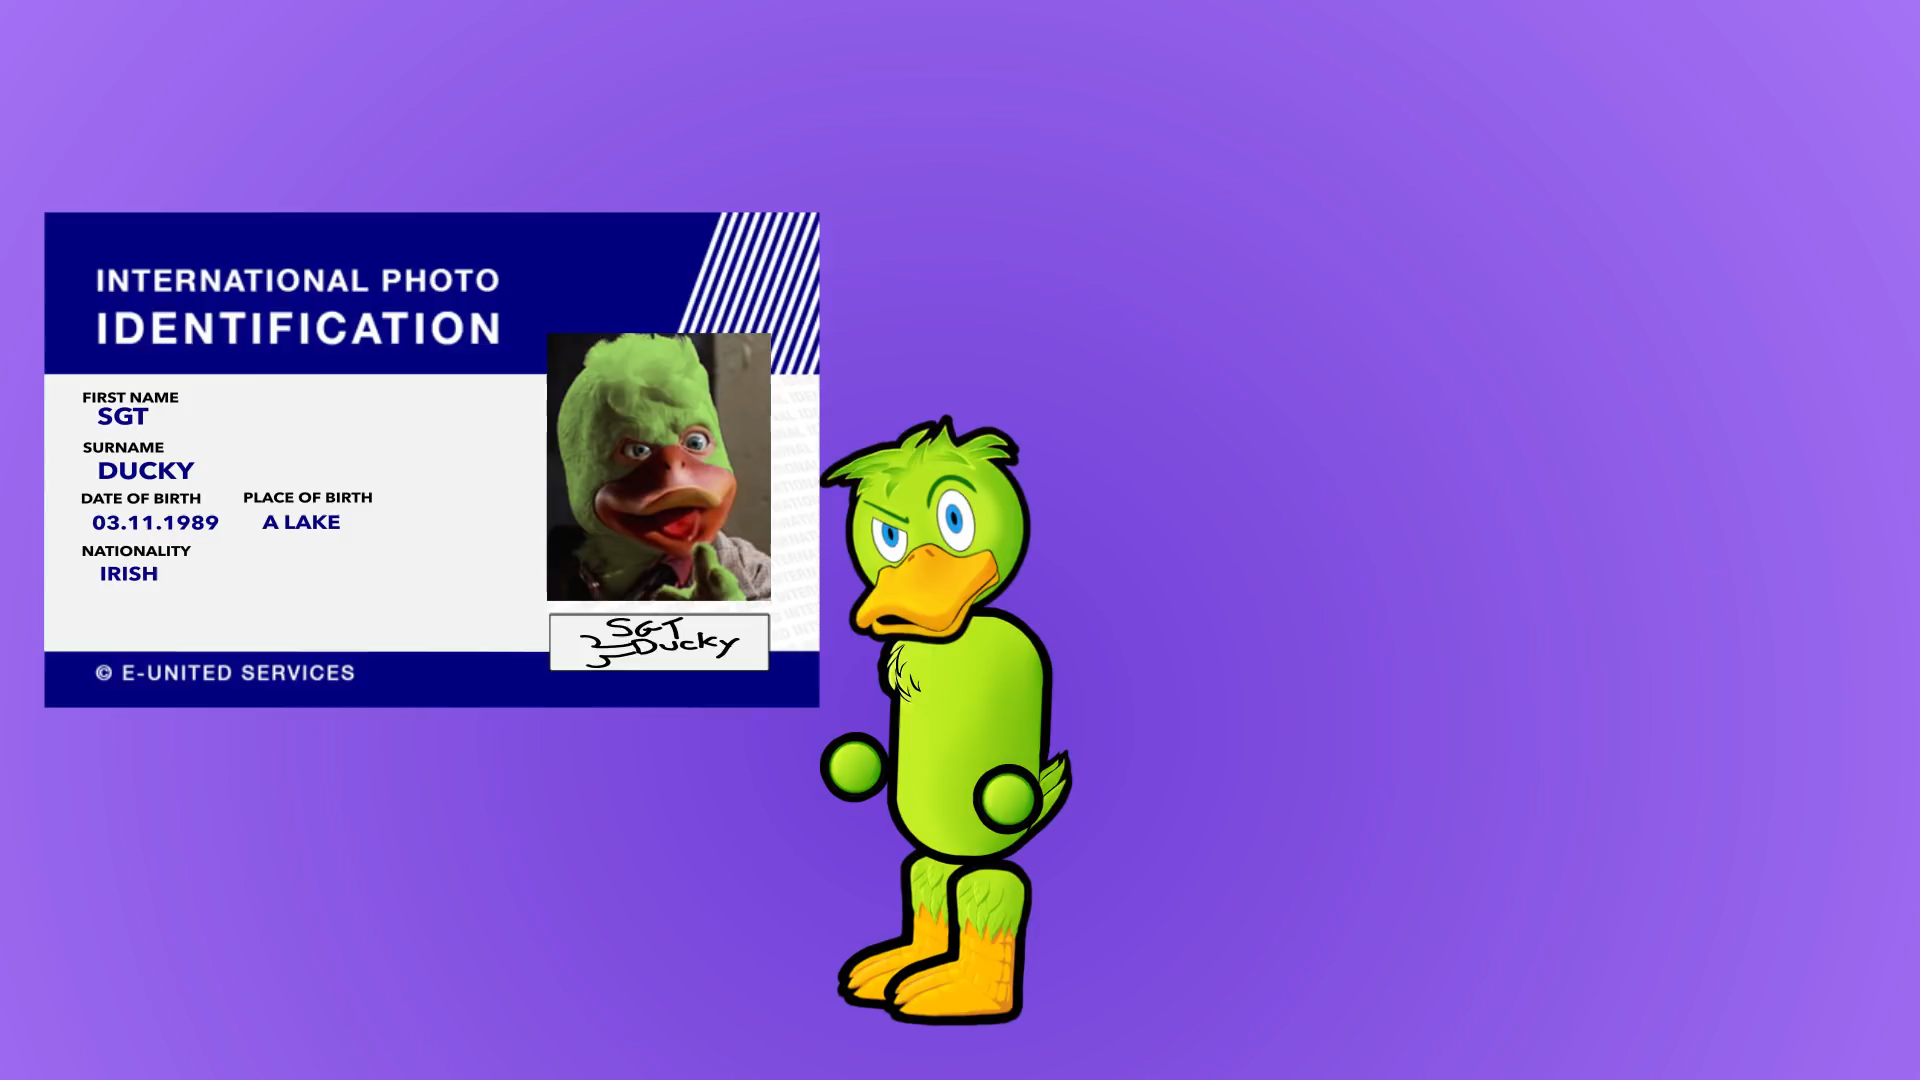 INTERNATIONAL PHOTO
IDENTIFICATION
FIRST NAME
SGT
SURNAME
DUCKY
DATE OF BIRTH PLACE OF BIRTH
03.11.1989 A LAKE
NATIONALITY
IRISH
SGT
Ducky
© E-UNITED SERVICES